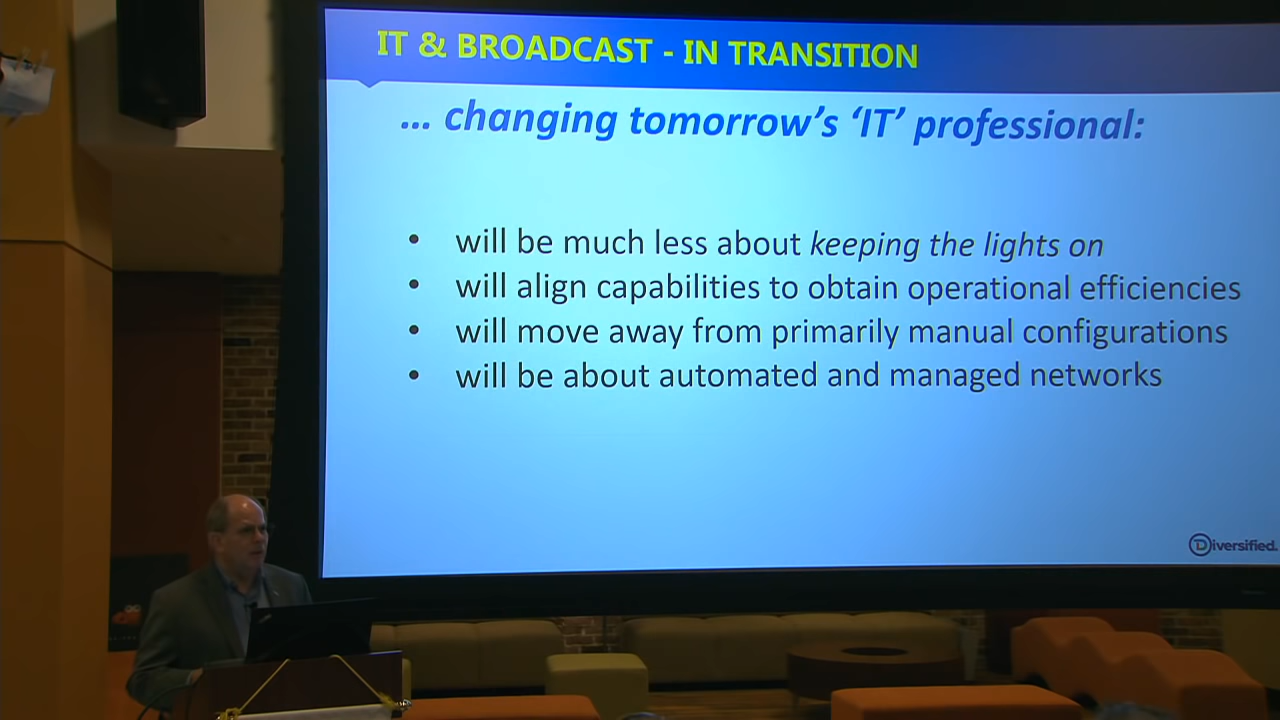 IT & BROADCAST - IN TRANSITION
... changing tomorrow's 'IT' professional:
• will be much less about keeping the lights on
• will align capabilities to obtain operational efficiencies
• will move away from primarily manual configurations
• will be about automated and managed networks
Diversified.